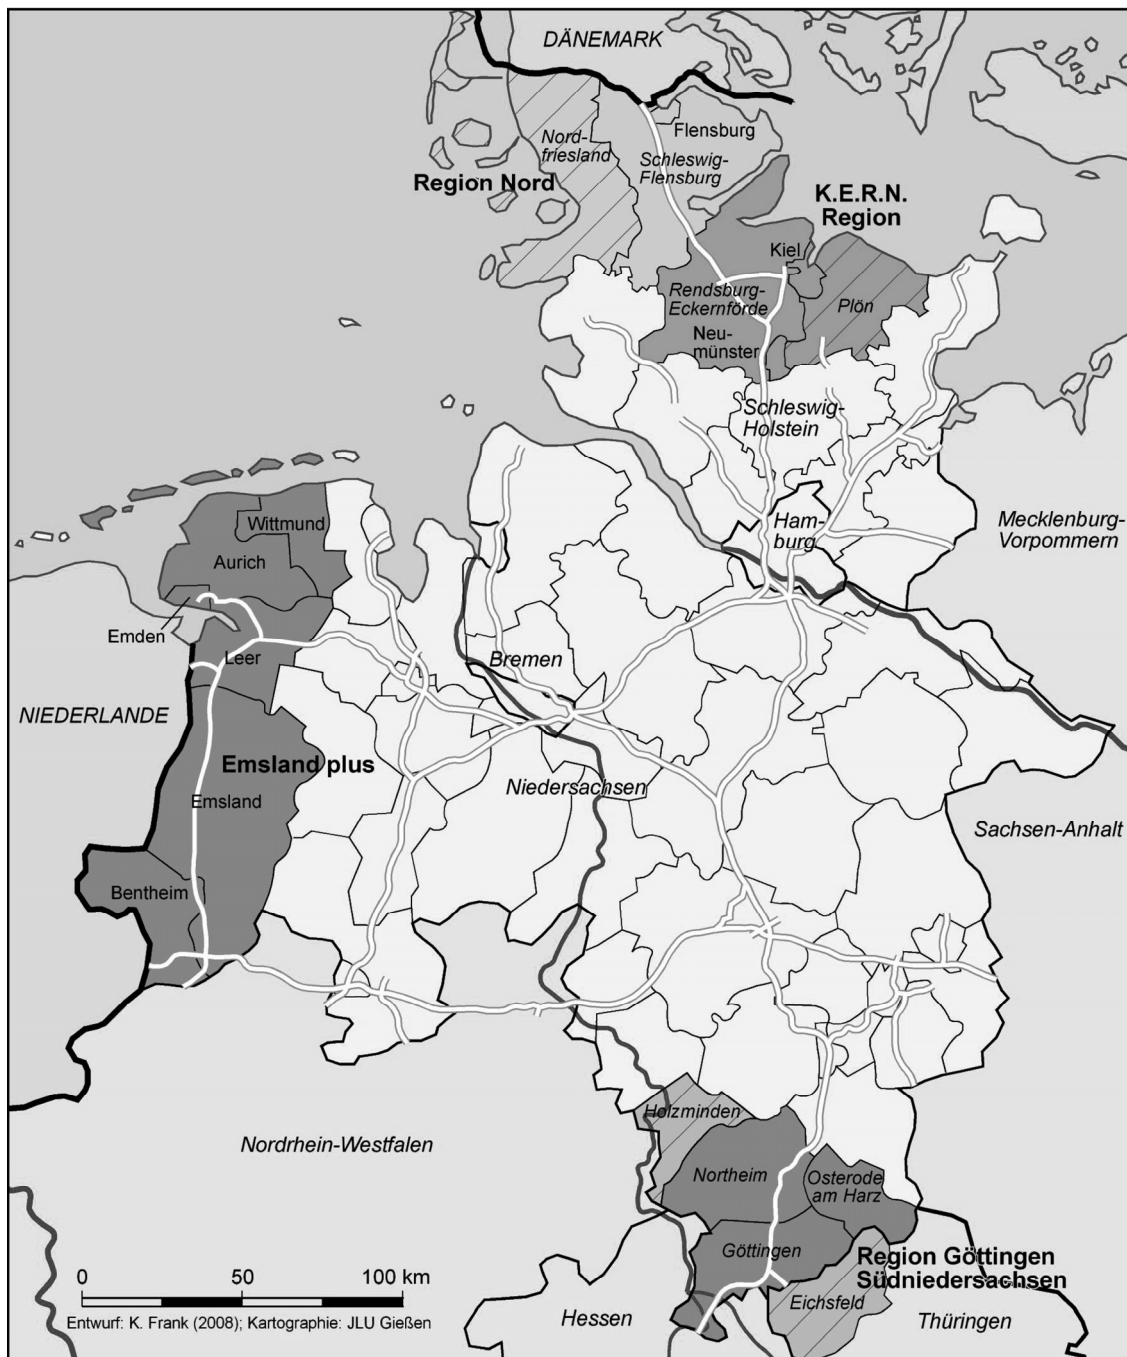 DÄNEMARK
Flensburg
Nord-
friesland
Schleswig-
Flensburg
Region Nord
K.E.R.N.
Region
Kiel
Rendsburg-
Eckernförde
Plön
Neu-
münster
Schleswig-
Holstein
Wittmund
Ham-
burg
Mecklenburg-
Vorpommern
Aurich
Emden
Leer
Bremen
NIEDERLANDE
Emsland plus
Niedersachsen
Emsland
Sachsen-Anhalt
Bentheim
Holzminden
Nordrhein-Westfalen
Northeim
Osterode
am Harz
Göttingen
Region Göttingen
Südniedersachsen
0 50 100 km
Eichsfeld
Hessen
Thüringen
Entwurf: K. Frank (2008); Kartographie: JLU Gießen